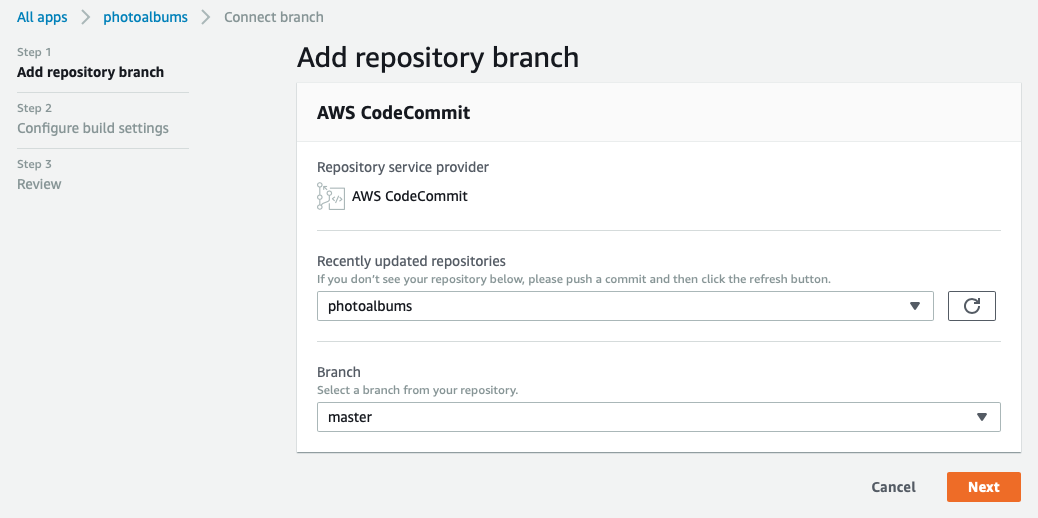 All apps > photoalbums > Connect branch
Step 1
Add repository branch
Step 2
Configure build settings
Step 3
Review
Add repository branch
AWS CodeCommit
Repository service provider
AWS CodeCommit
Recently updated repositories
If you don't see your repository below, please push a commit and then click the refresh button.
photoalbums
Branch
Select a branch from your repository.
master
Cancel
Next